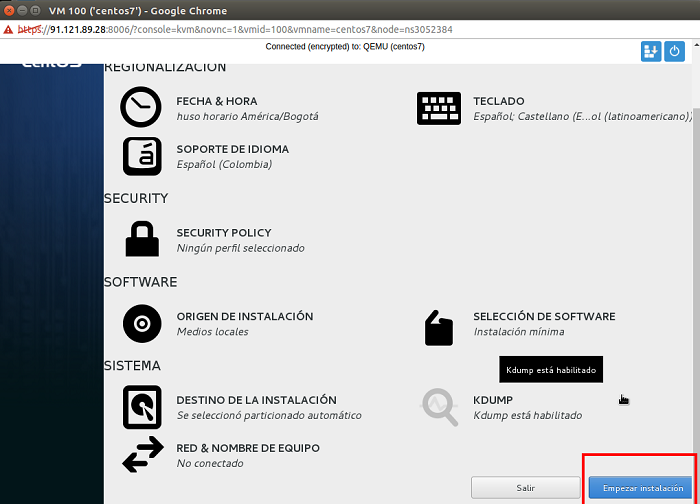 VM 100 ('centos7') - Google Chrome
https://91.121.89.28:8006/?console=kvm&novnc=1&vmid=100&vmname=centos7&node=ns3052384
Connected (encrypted) to: QEMU (centos7)
CentOS
REGIONALIZACIÓN
FECHA & HORA
huso horario América/Bogotá
TECLADO
Español; Castellano (E...ol (latinoamericano))
á
SOPORTE DE IDIOMA
Español (Colombia)
SECURITY
SECURITY POLICY
Ningún perfil seleccionado
SOFTWARE
ORIGEN DE INSTALACIÓN
Medios locales
SELECCIÓN DE SOFTWARE
Instalación mínima
SISTEMA
Kdump está habilitado
DESTINO DE LA INSTALACIÓN
Se seleccionó particionado automático
KDUMP
Kdump está habilitado
RED & NOMBRE DE EQUIPO
No conectado
Salir
Empezar instalación